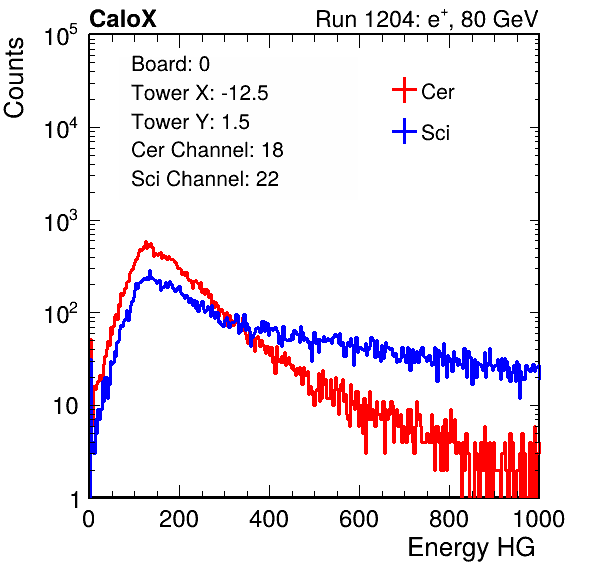 CaloX Run 1204: e⁺, 80 GeV
Counts
10⁵
10⁴
10³
10²
10
1
Board: 0
Tower X: -12.5
Tower Y: 1.5
Cer Channel: 18
Sci Channel: 22
Cer
Sci
0 200 400 600 800 1000
Energy HG